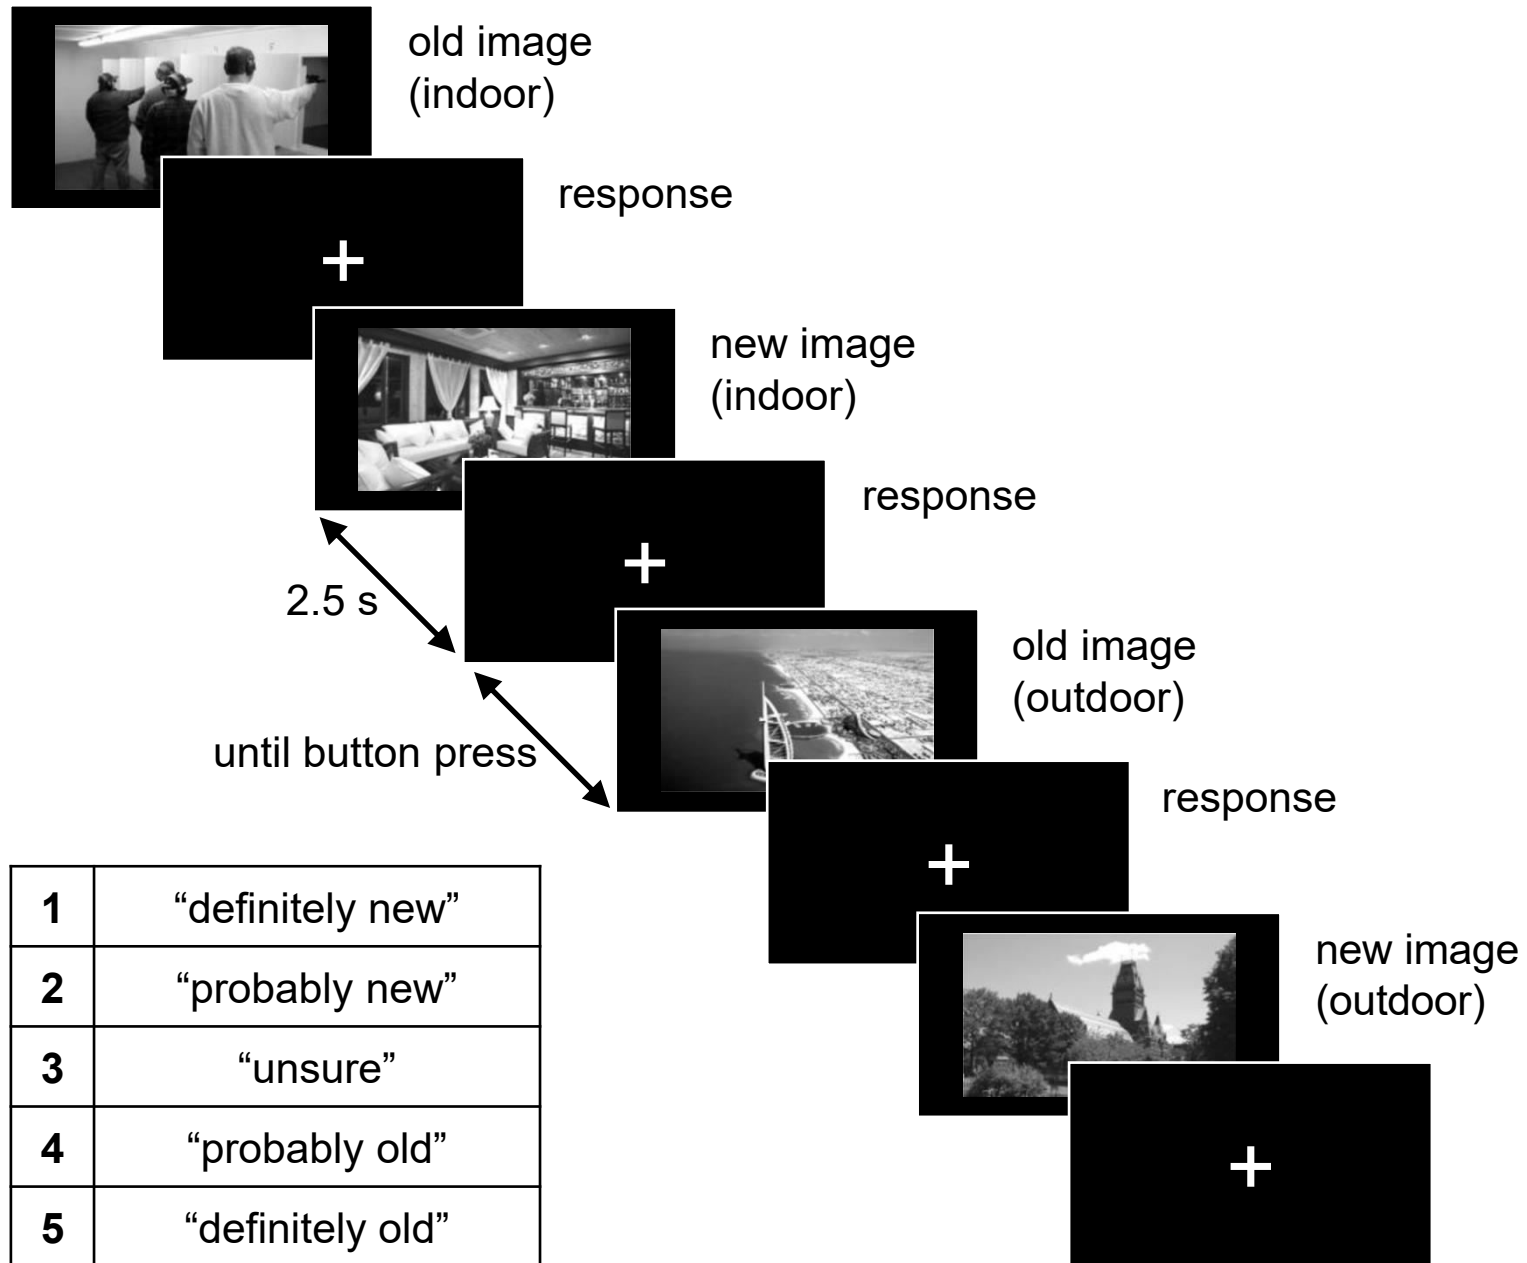 old image
(indoor)
response
new image
(indoor)
response
2.5 s
old image
(outdoor)
until button press
response
new image
(outdoor)
1 “definitely new”
2 “probably new”
3 “unsure”
4 “probably old”
5 “definitely old”